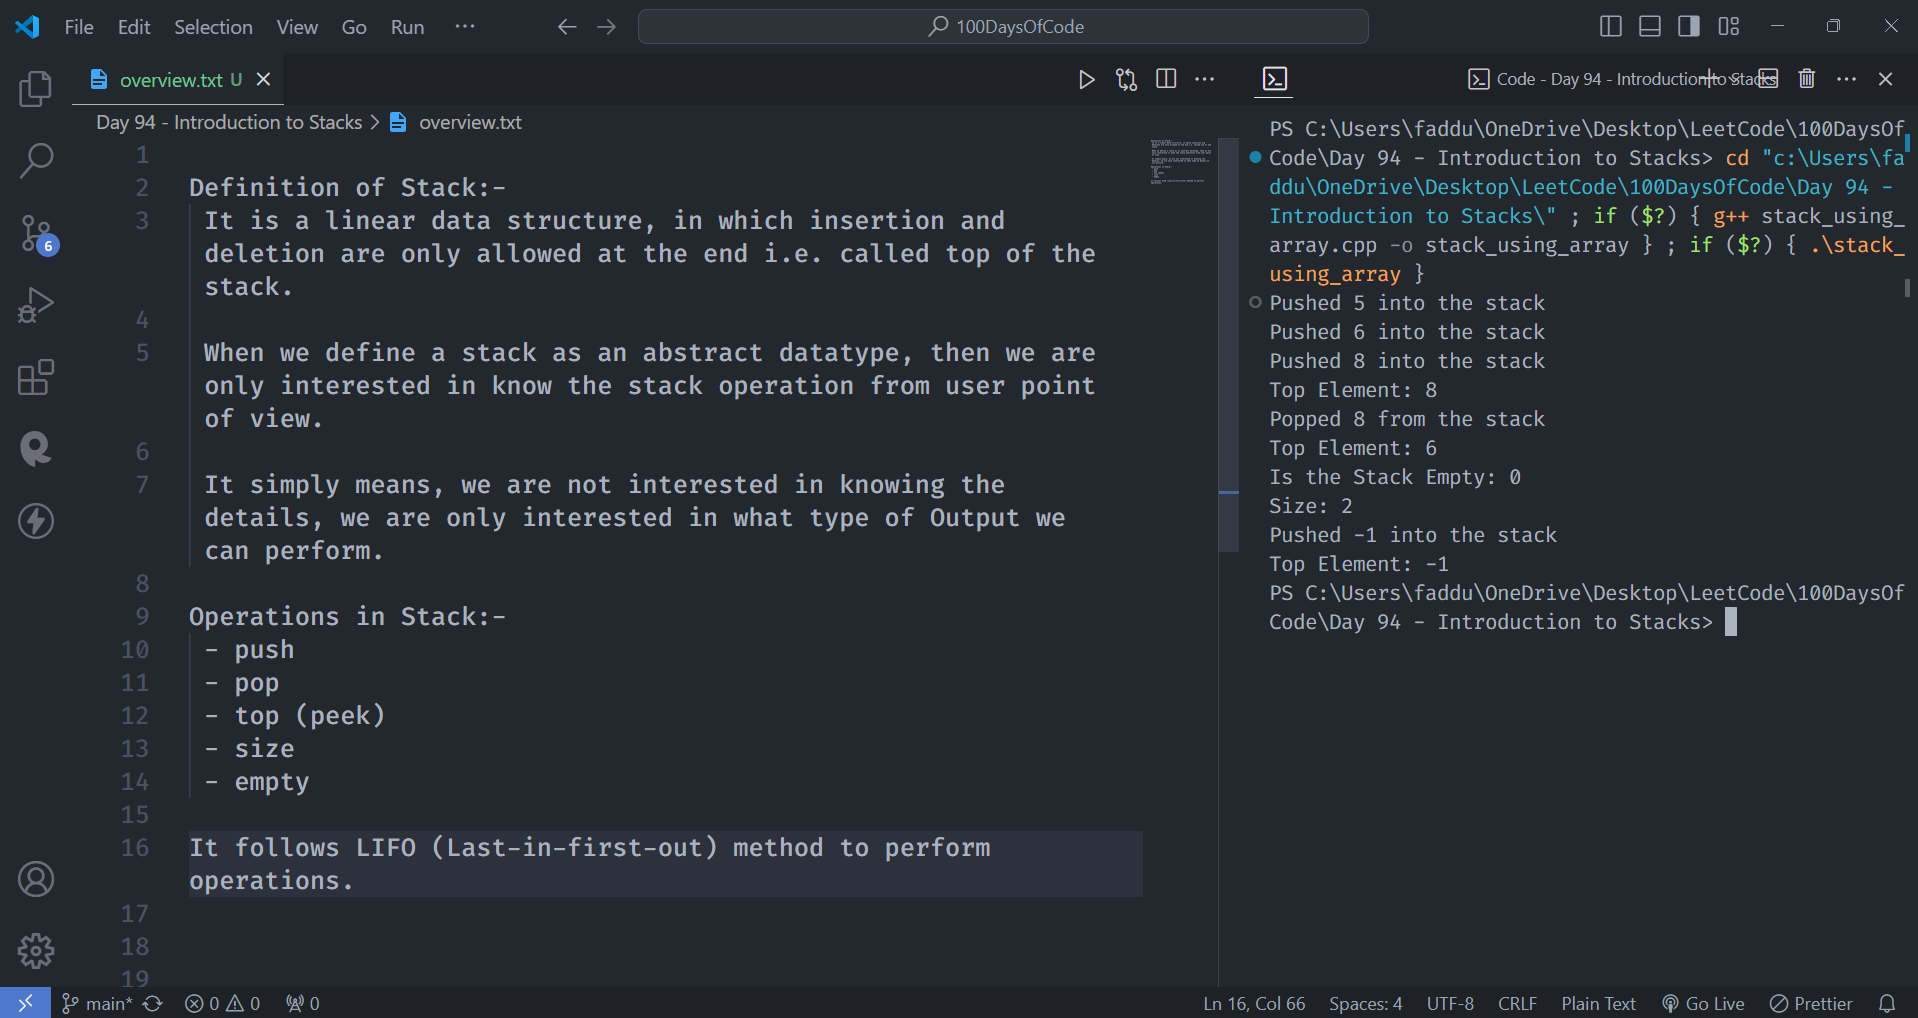 File Edit Selection View Go Run ··· 100DaysOfCode
overview.txt U
Code - Day 94 - Introduction to Stacks
Day 94 - Introduction to Stacks > overview.txt
1
2 Definition of Stack:-
3 It is a linear data structure, in which insertion and
deletion are only allowed at the end i.e. called top of the
stack.
4
5 When we define a stack as an abstract datatype, then we are
only interested in know the stack operation from user point
of view.
6
7 It simply means, we are not interested in knowing the
details, we are only interested in what type of Output we
can perform.
8
9 Operations in Stack:-
10 - push
11 - pop
12 - top (peek)
13 - size
14 - empty
15
16 It follows LIFO (Last-in-first-out) method to perform
operations.
17
18
19
PS C:\Users\faddu\OneDrive\Desktop\LeetCode\100DaysOf
Code\Day 94 - Introduction to Stacks> cd "c:\Users\fa
ddu\OneDrive\Desktop\LeetCode\100DaysOfCode\Day 94 -
Introduction to Stacks\" ; if ($?) { g++ stack_using_
array.cpp -o stack_using_array } ; if ($?) { .\stack_
using_array }
Pushed 5 into the stack
Pushed 6 into the stack
Pushed 8 into the stack
Top Element: 8
Popped 8 from the stack
Top Element: 6
Is the Stack Empty: 0
Size: 2
Pushed -1 into the stack
Top Element: -1
PS C:\Users\faddu\OneDrive\Desktop\LeetCode\100DaysOf
Code\Day 94 - Introduction to Stacks>
6
main* 0 0 0 Ln 16, Col 66 Spaces: 4 UTF-8 CRLF Plain Text Go Live Prettier